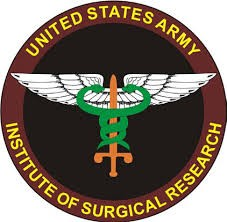 UNITED STATES ARMY
INSTITUTE OF SURGICAL RESEARCH